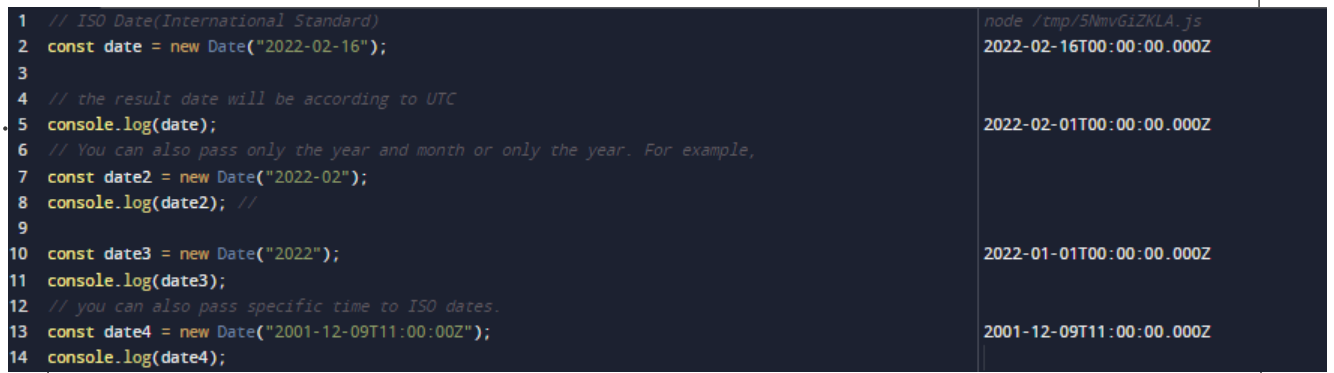 1 // ISO Date(International Standard)
2 const date = new Date("2022-02-16");
3
4 // the result date will be according to UTC
5 console.log(date);
6 // You can also pass only the year and month or only the year. For example,
7 const date2 = new Date("2022-02");
8 console.log(date2); //
9
10 const date3 = new Date("2022");
11 console.log(date3);
12 // you can also pass specific time to ISO dates.
13 const date4 = new Date("2001-12-09T11:00:00Z");
14 console.log(date4);
node /tmp/5NmvGiZKLA.js
2022-02-16T00:00:00.000Z
2022-02-01T00:00:00.000Z
2022-01-01T00:00:00.000Z
2001-12-09T11:00:00.000Z